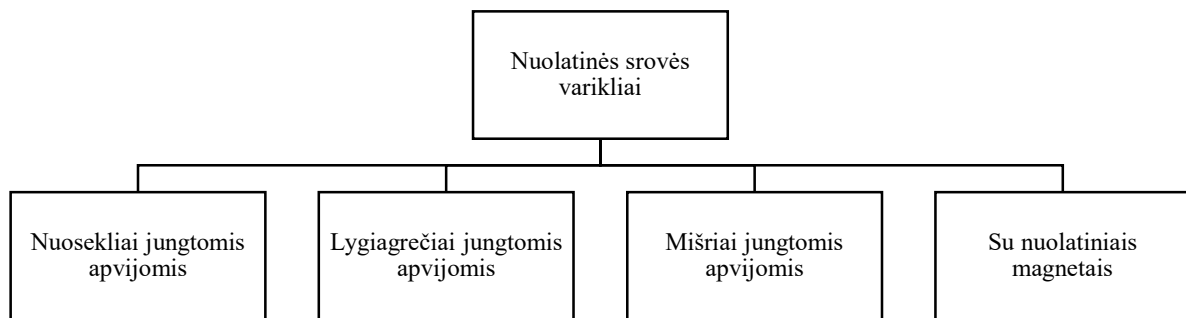 Nuolatinės srovės
varikliai
Nuosekliai jungtomis
apvijomis
Lygiagrečiai jungtomis
apvijomis
Mišriai jungtomis
apvijomis
Su nuolatiniais
magnetais